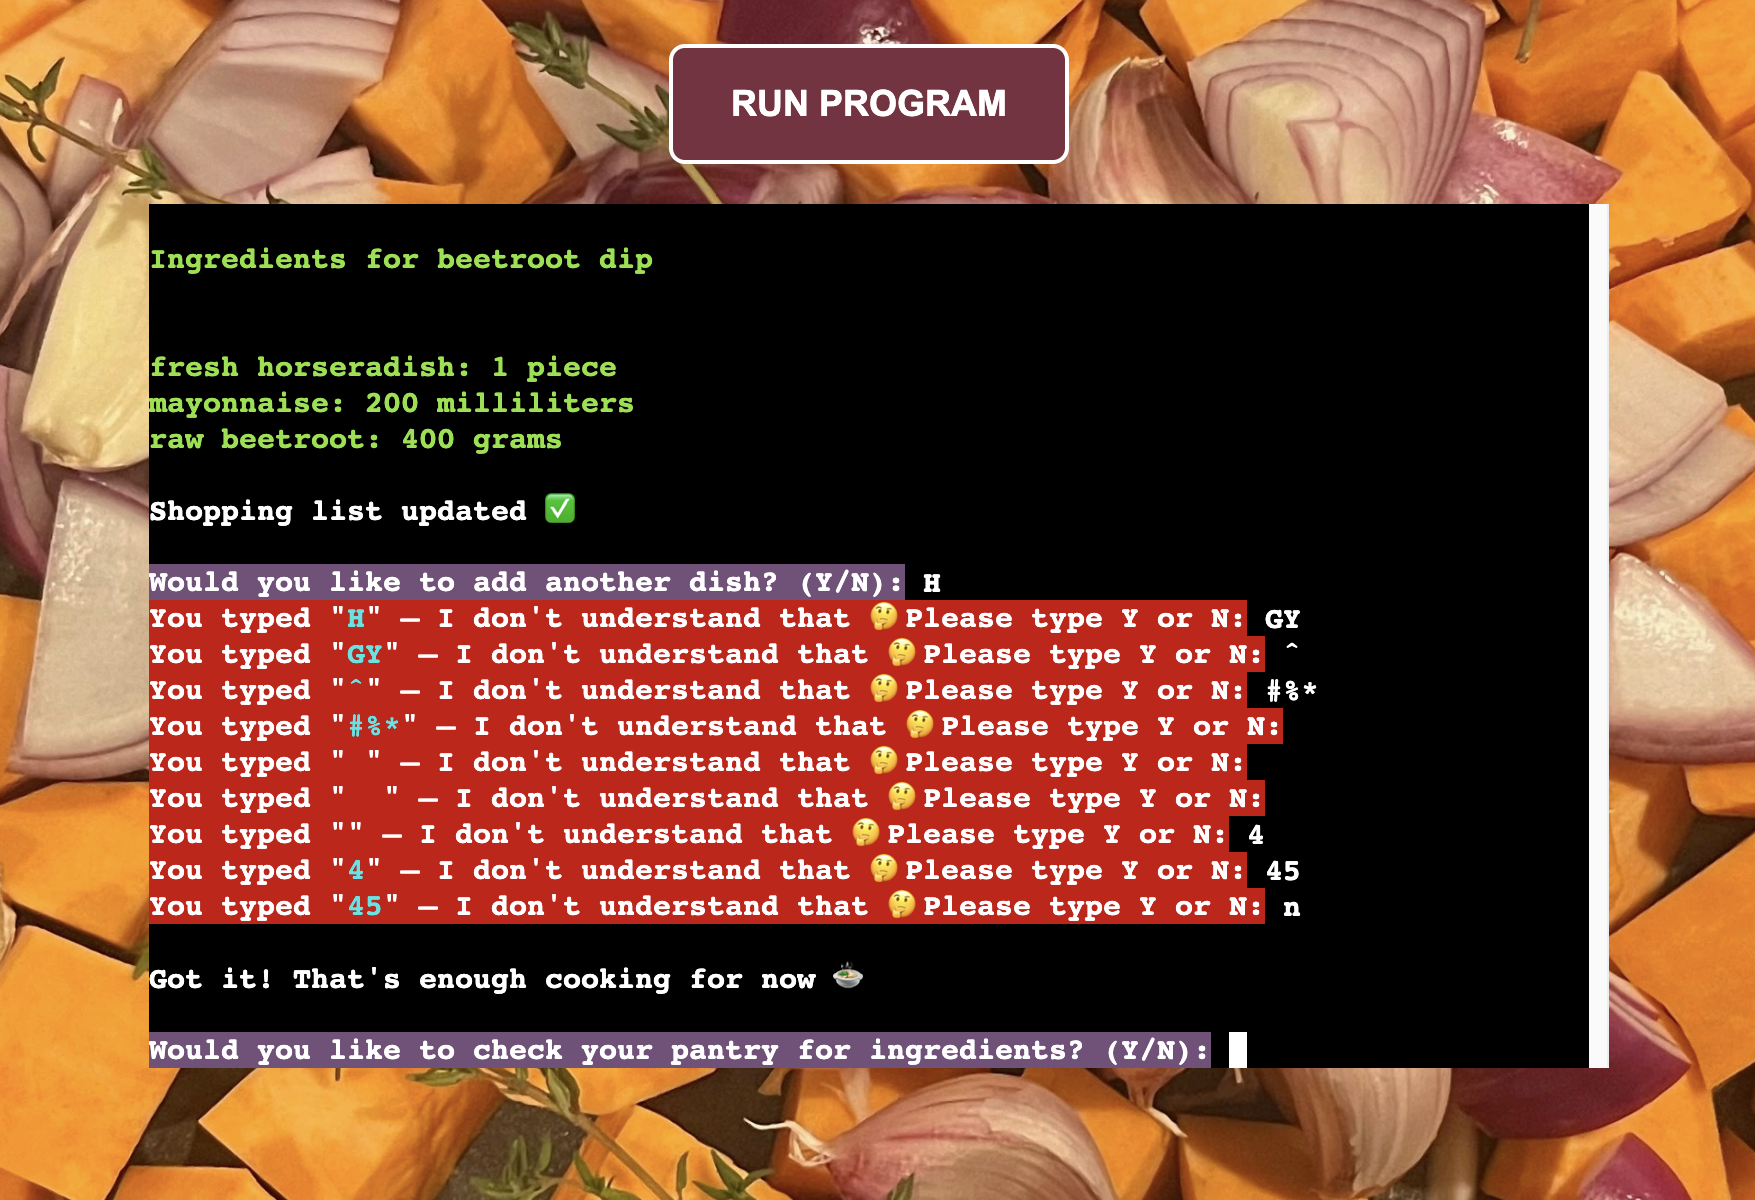 RUN PROGRAM
Ingredients for beetroot dip
fresh horseradish: 1 piece
mayonnaise: 200 milliliters
raw beetroot: 400 grams
Shopping list updated ✅
Would you like to add another dish? (Y/N): H
You typed "H" – I don't understand that 🤔Please type Y or N: GY
You typed "GY" – I don't understand that 🤔Please type Y or N: ^
You typed "^" – I don't understand that 🤔Please type Y or N: #%*
You typed "#%*" – I don't understand that 🤔Please type Y or N:
You typed " " – I don't understand that 🤔Please type Y or N:
You typed "  " – I don't understand that 🤔Please type Y or N:
You typed "" – I don't understand that 🤔Please type Y or N: 4
You typed "4" – I don't understand that 🤔Please type Y or N: 45
You typed "45" – I don't understand that 🤔Please type Y or N: n
Got it! That's enough cooking for now 🍲
Would you like to check your pantry for ingredients? (Y/N):